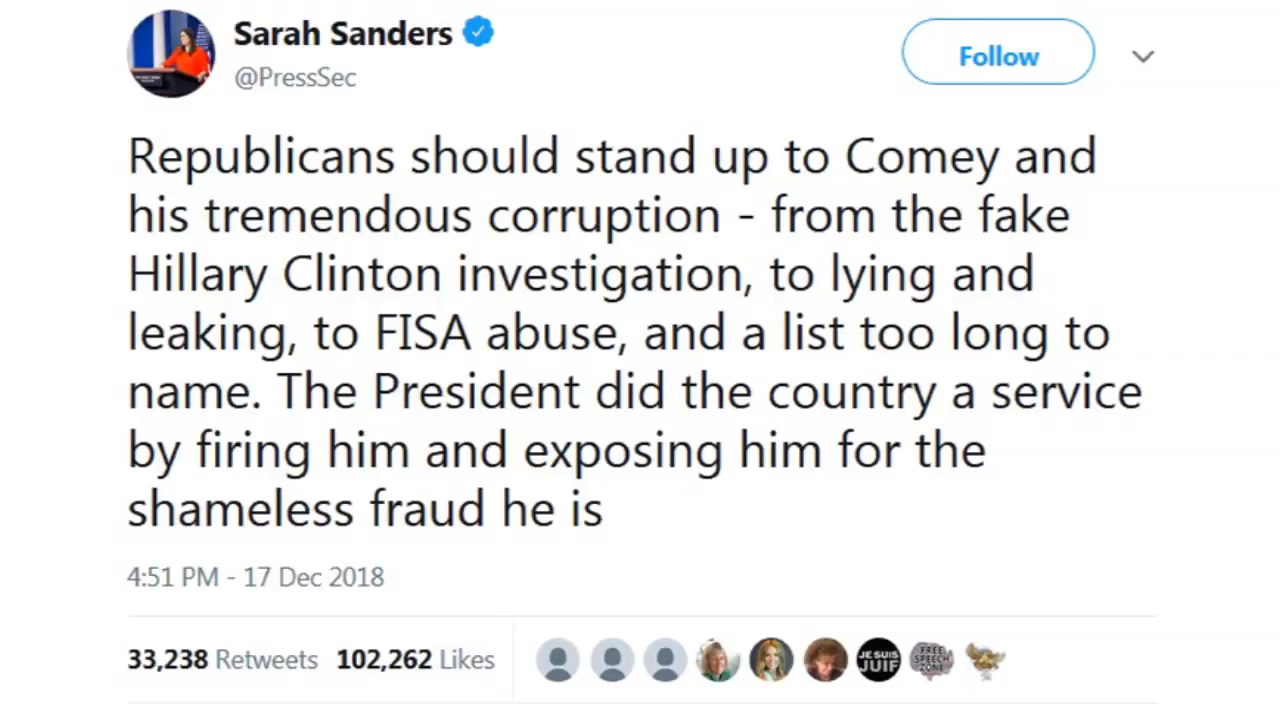 Sarah Sanders
@PressSec
Follow
Republicans should stand up to Comey and
his tremendous corruption - from the fake
Hillary Clinton investigation, to lying and
leaking, to FISA abuse, and a list too long to
name. The President did the country a service
by firing him and exposing him for the
shameless fraud he is
4:51 PM - 17 Dec 2018
33,238 Retweets 102,262 Likes
JE SUIS
JUIF
FREE
SPEECH
ZONE